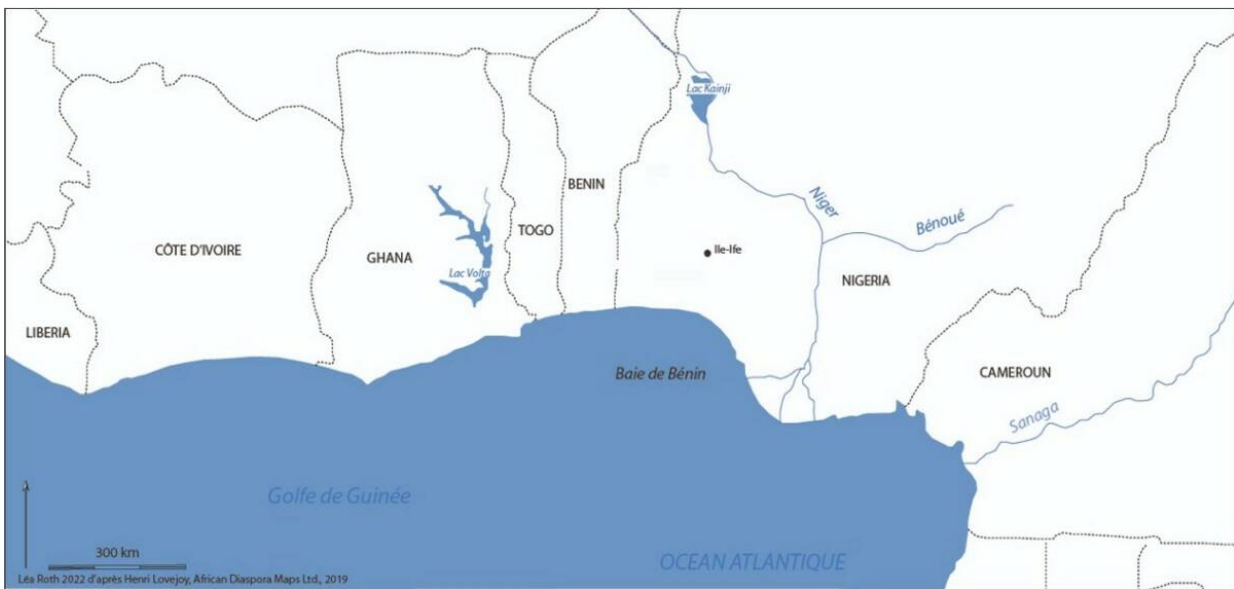 Lac Kainji
BENIN
Niger
Bénoué
TOGO
CÔTE D'IVOIRE
GHANA
Ile-Ife
Lac Volta
NIGERIA
LIBERIA
Baie de Bénin
CAMEROUN
Sanaga
Golfe de Guinée
300 km
OCEAN ATLANTIQUE
Léa Roth 2022 d'après Henri Lovejoy, African Diaspora Maps Ltd., 2019